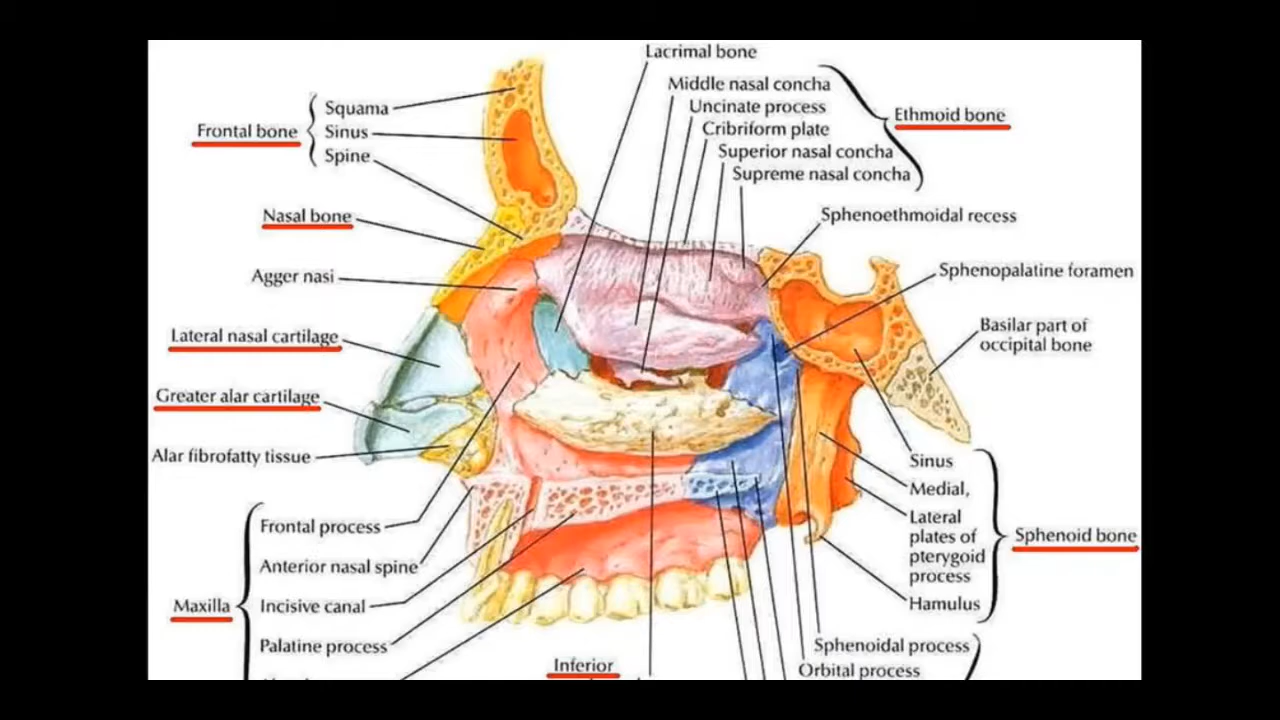 Lacrimal bone
Middle nasal concha
Uncinate process
Cribriform plate
Superior nasal concha
Supreme nasal concha
Ethmoid bone
Squama
Frontal bone
Sinus
Spine
Nasal bone
Sphenoethmoidal recess
Agger nasi
Sphenopalatine foramen
Lateral nasal cartilage
Basilar part of
occipital bone
Greater alar cartilage
Alar fibrofatty tissue
Sinus
Medial,
Lateral
plates of
pterygoid
process
Sphenoid bone
Hamulus
Frontal process
Anterior nasal spine
Maxilla
Incisive canal
Palatine process
Sphenoidal process
Orbital process
Inferior